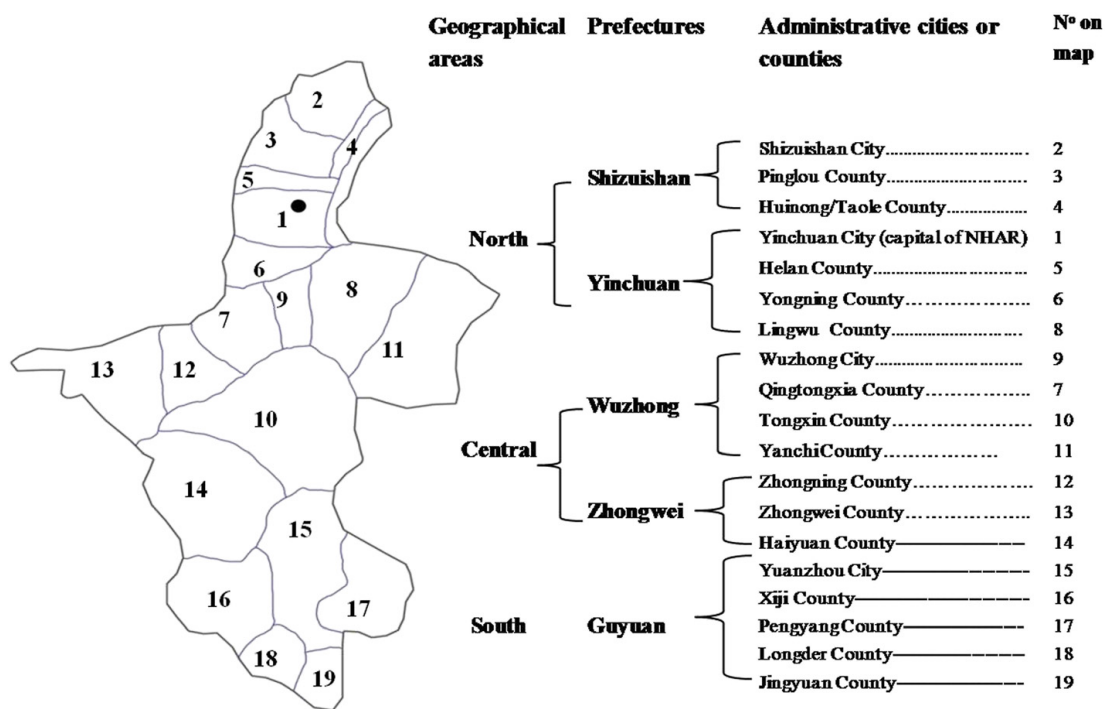 Geographical areas
Prefectures
Administrative cities or counties
Nº on map
North
Shizuishan
Shizuishan City.............................. 2
Pinglou County.............................. 3
Huinong/Taole County................. 4
Yinchuan
Yinchuan City (capital of NHAR) 1
Helan County................................ 5
Yongning County........................ 6
Lingwu County........................... 8
Central
Wuzhong
Wuzhong City.............................. 9
Qingtongxia County.................... 7
Tongxin County........................... 10
Yanchi County................... 11
Zhongwei
Zhongning County...................... 12
Zhongwei County........................ 13
Haiyuan County—————— 14
South
Guyuan
Yuanzhou City——————— 15
Xiji County————————— 16
Pengyang County—————— 17
Longder County—————— 18
Jingyuan County—————— 19
2
3
4
5
1
6
9
8
7
11
13
12
10
14
15
16
17
18
19